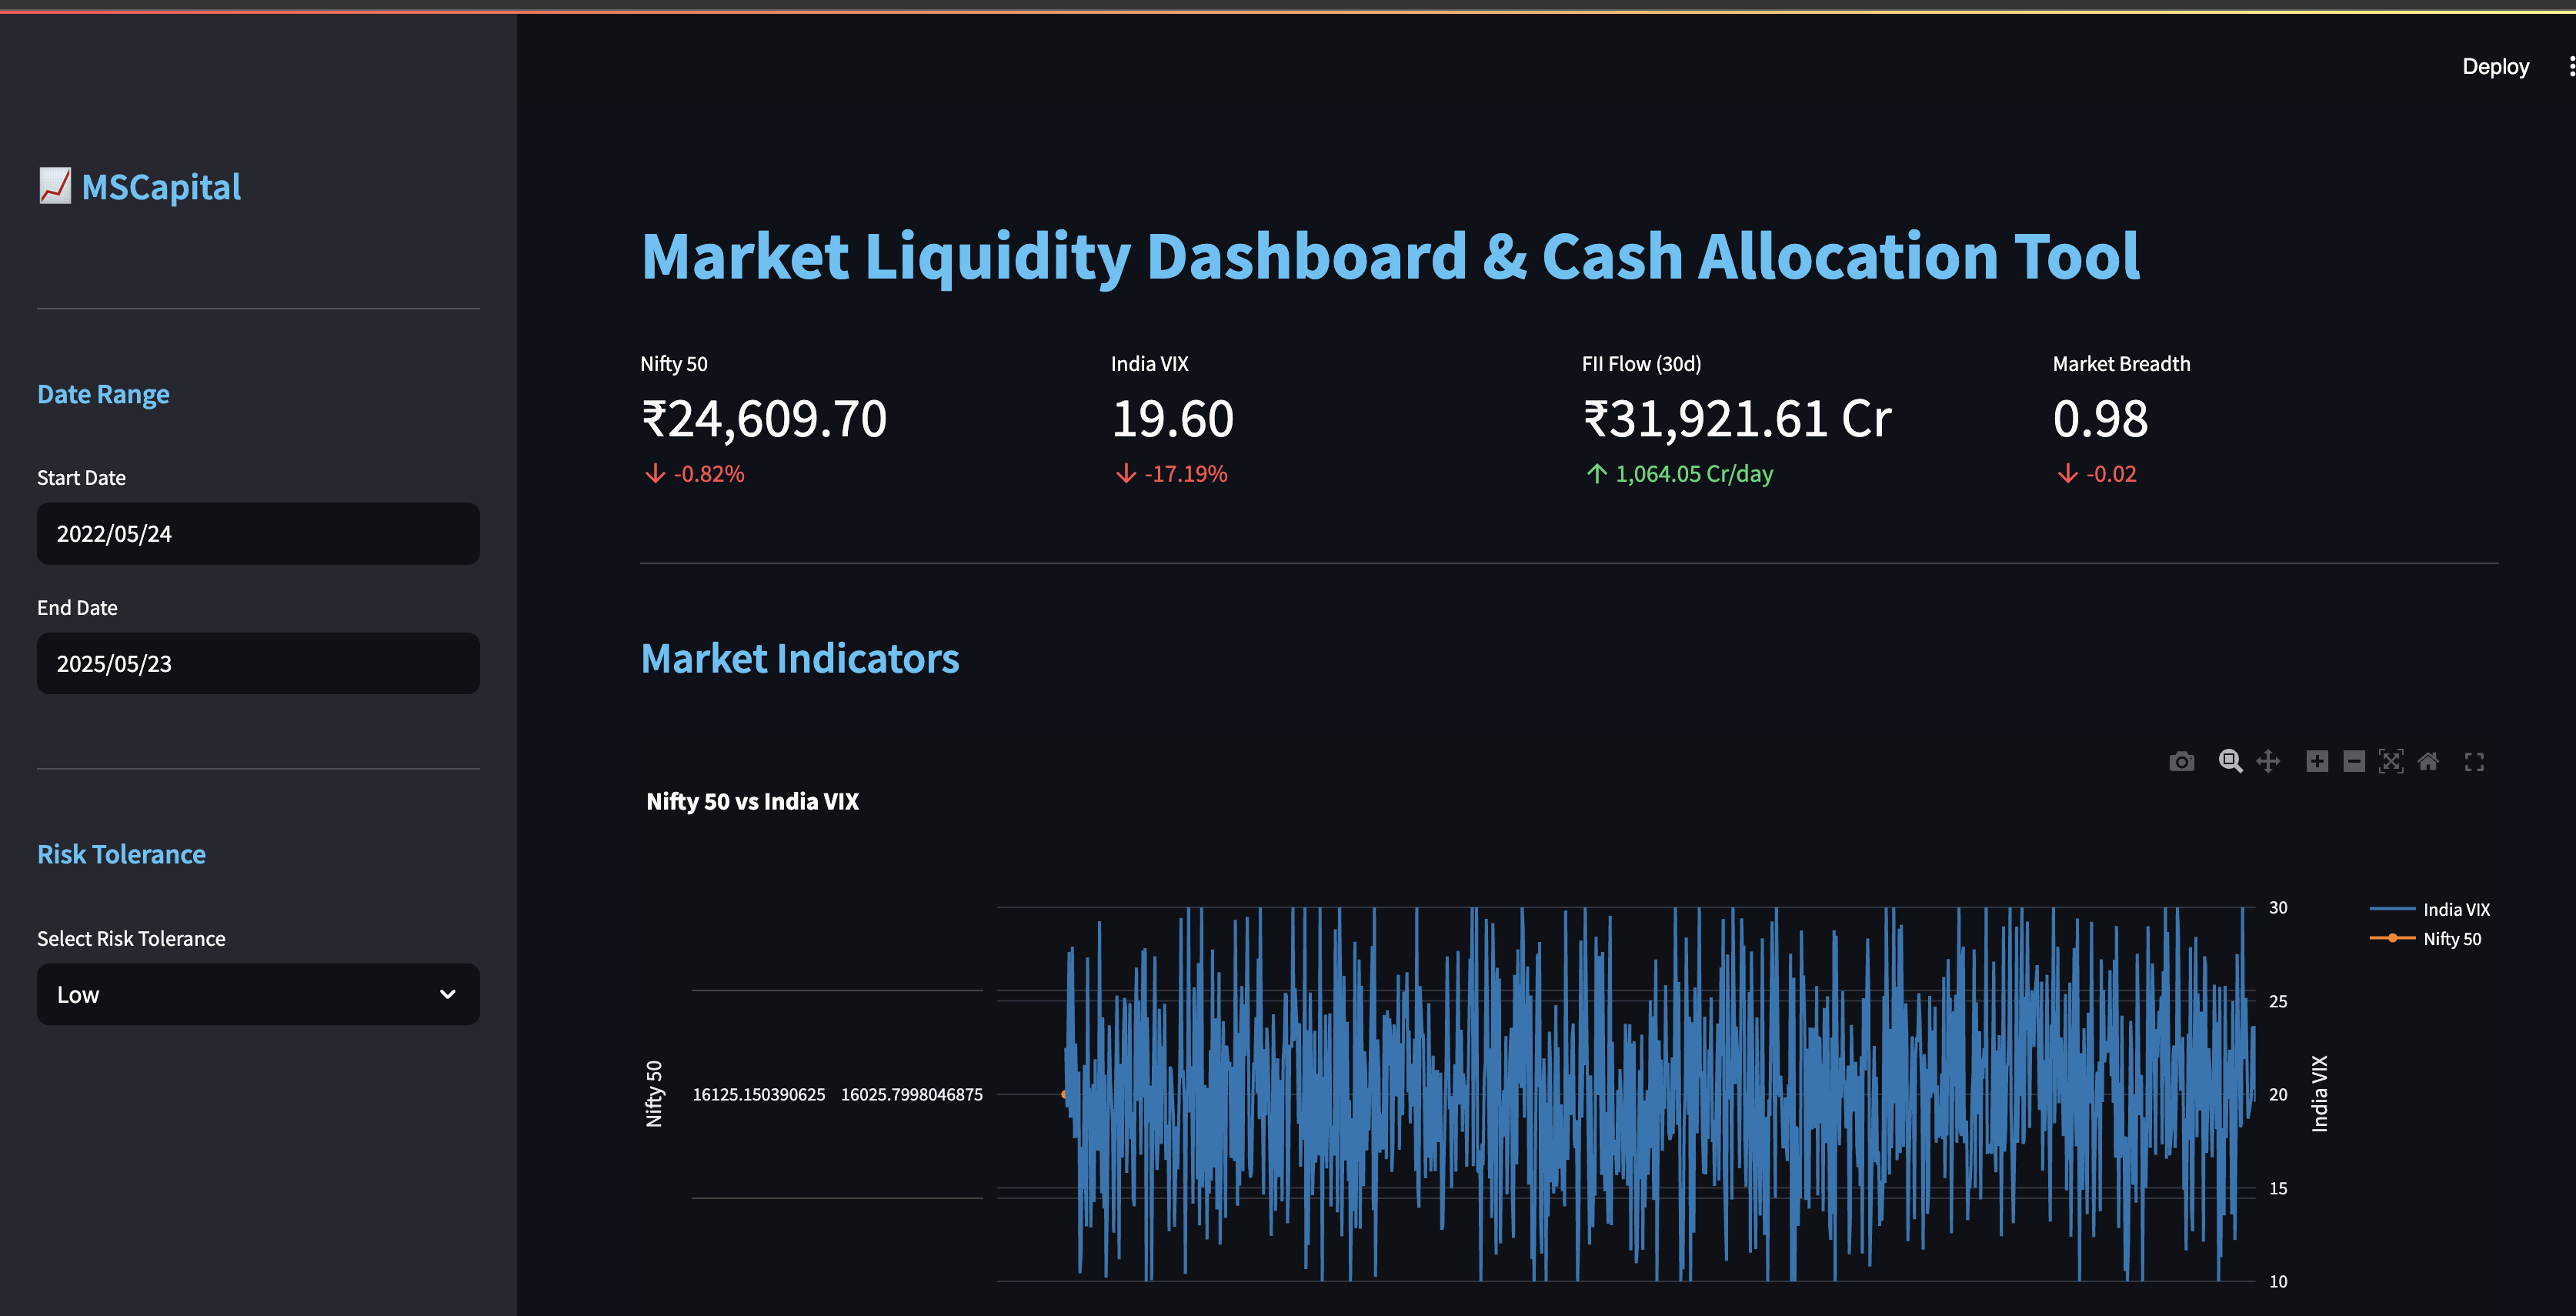 Deploy
MSCapital
Date Range
Start Date
2022/05/24
End Date
2025/05/23
Risk Tolerance
Select Risk Tolerance
Low
Market Liquidity Dashboard & Cash Allocation Tool
Nifty 50
₹24,609.70
-0.82%
India VIX
19.60
-17.19%
FII Flow (30d)
₹31,921.61 Cr
1,064.05 Cr/day
Market Breadth
0.98
-0.02
Market Indicators
Nifty 50 vs India VIX
Nifty 50
16125.150390625 16025.7998046875
30
25
20
15
10
India VIX
India VIX
Nifty 50